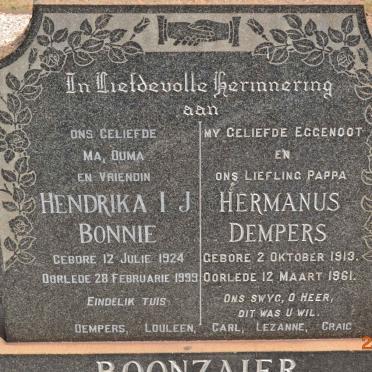 In Liefdevolle Herinnering
aan
ONS GELIEFDE
MA, OUMA
EN VRIENDIN
HENDRIKA I J
BONNIE
GEBORE 12 JULIE 1924
OORLEDE 28 FEBRUARIE 1999
EINDELIK TUIS
MY GELIEFDE EGGENOOT
EN
ONS LIEFLING PAPPA
HERMANUS
DEMPERS
GEBORE 2 OKTOBER 1913.
OORLEDE 12 MAART 1961.
ONS SWYG, O HEER,
DIT WAS U WIL.
DEMPERS, LOULEEN, CARL, LEZANNE, CRAIG
BOONZAIER